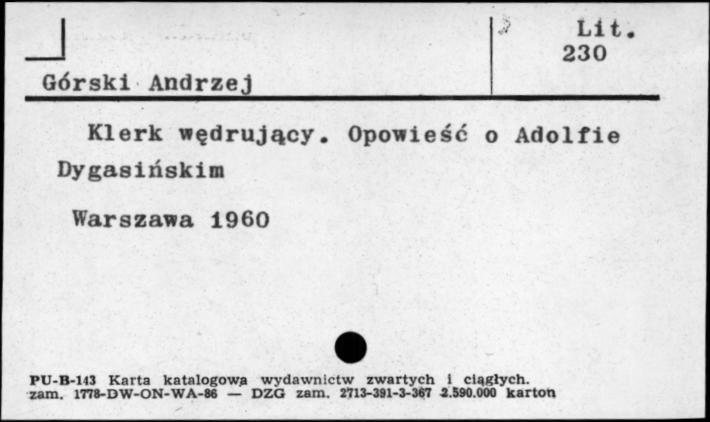 Lit.
230
Górski Andrzej
Klerk wędrujący. Opowieść o Adolfie
Dygasińskim
Warszawa 1960
PU-B-143 Karta katalogowa wydawnictw zwartych i ciągłych.
zam. 1778-DW-ON-WA-86 — DZG zam. 2713-391-3-367 2.590.000 karton